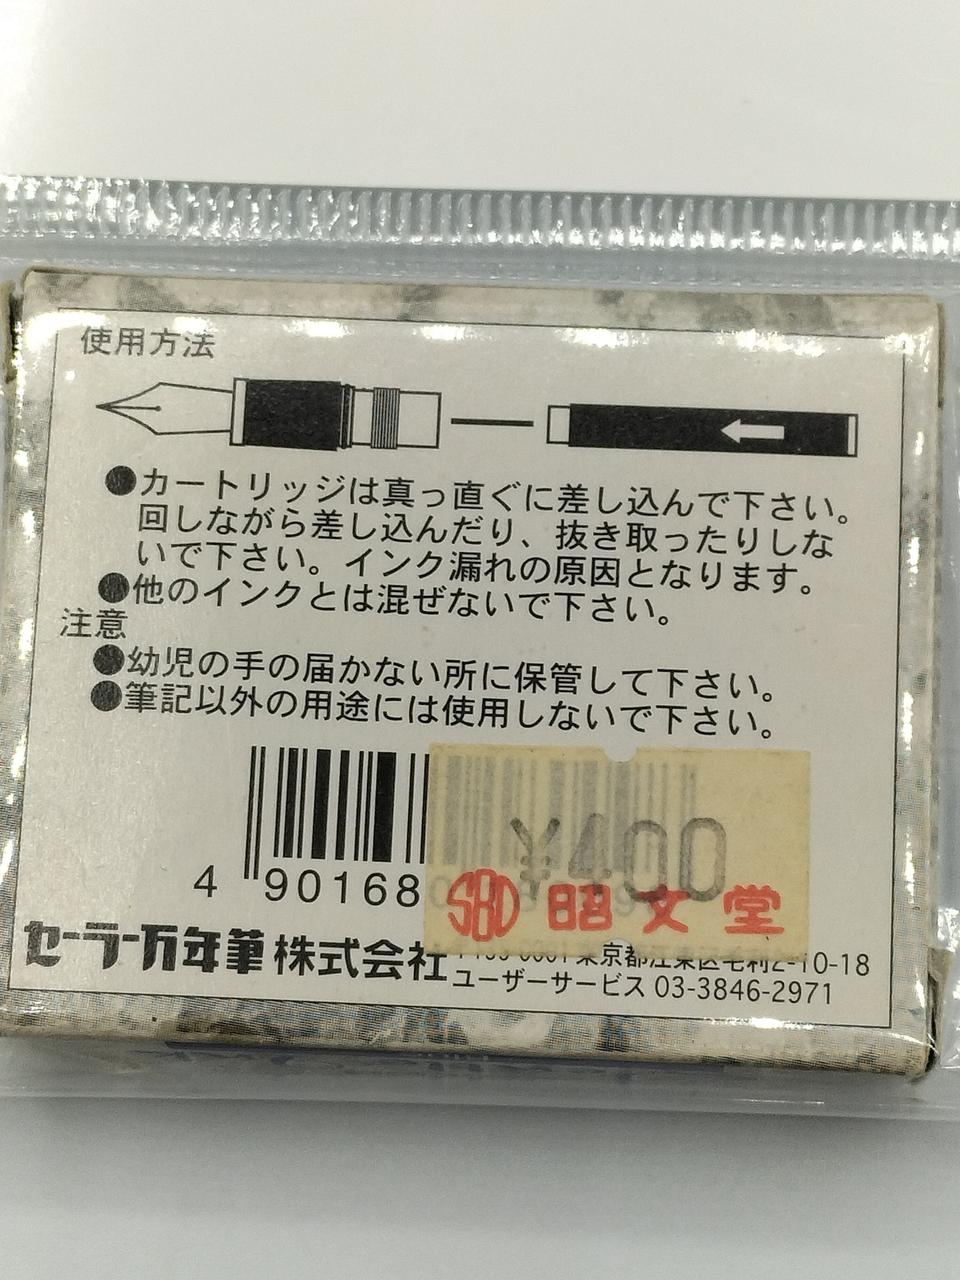 使用方法
●カートリッジは真っ直ぐに差し込んで下さい。
回しながら差し込んだり、抜き取ったりしな
いで下さい。インク漏れの原因となります。
●他のインクとは混ぜないで下さい。
注意
●幼児の手の届かない所に保管して下さい。
●筆記以外の用途には使用しないで下さい。
¥400
SBD 昭文堂
4 90168
セーラー万年筆株式会社
東京都江東区毛利2-10-18
ユーザーサービス 03-3846-2971